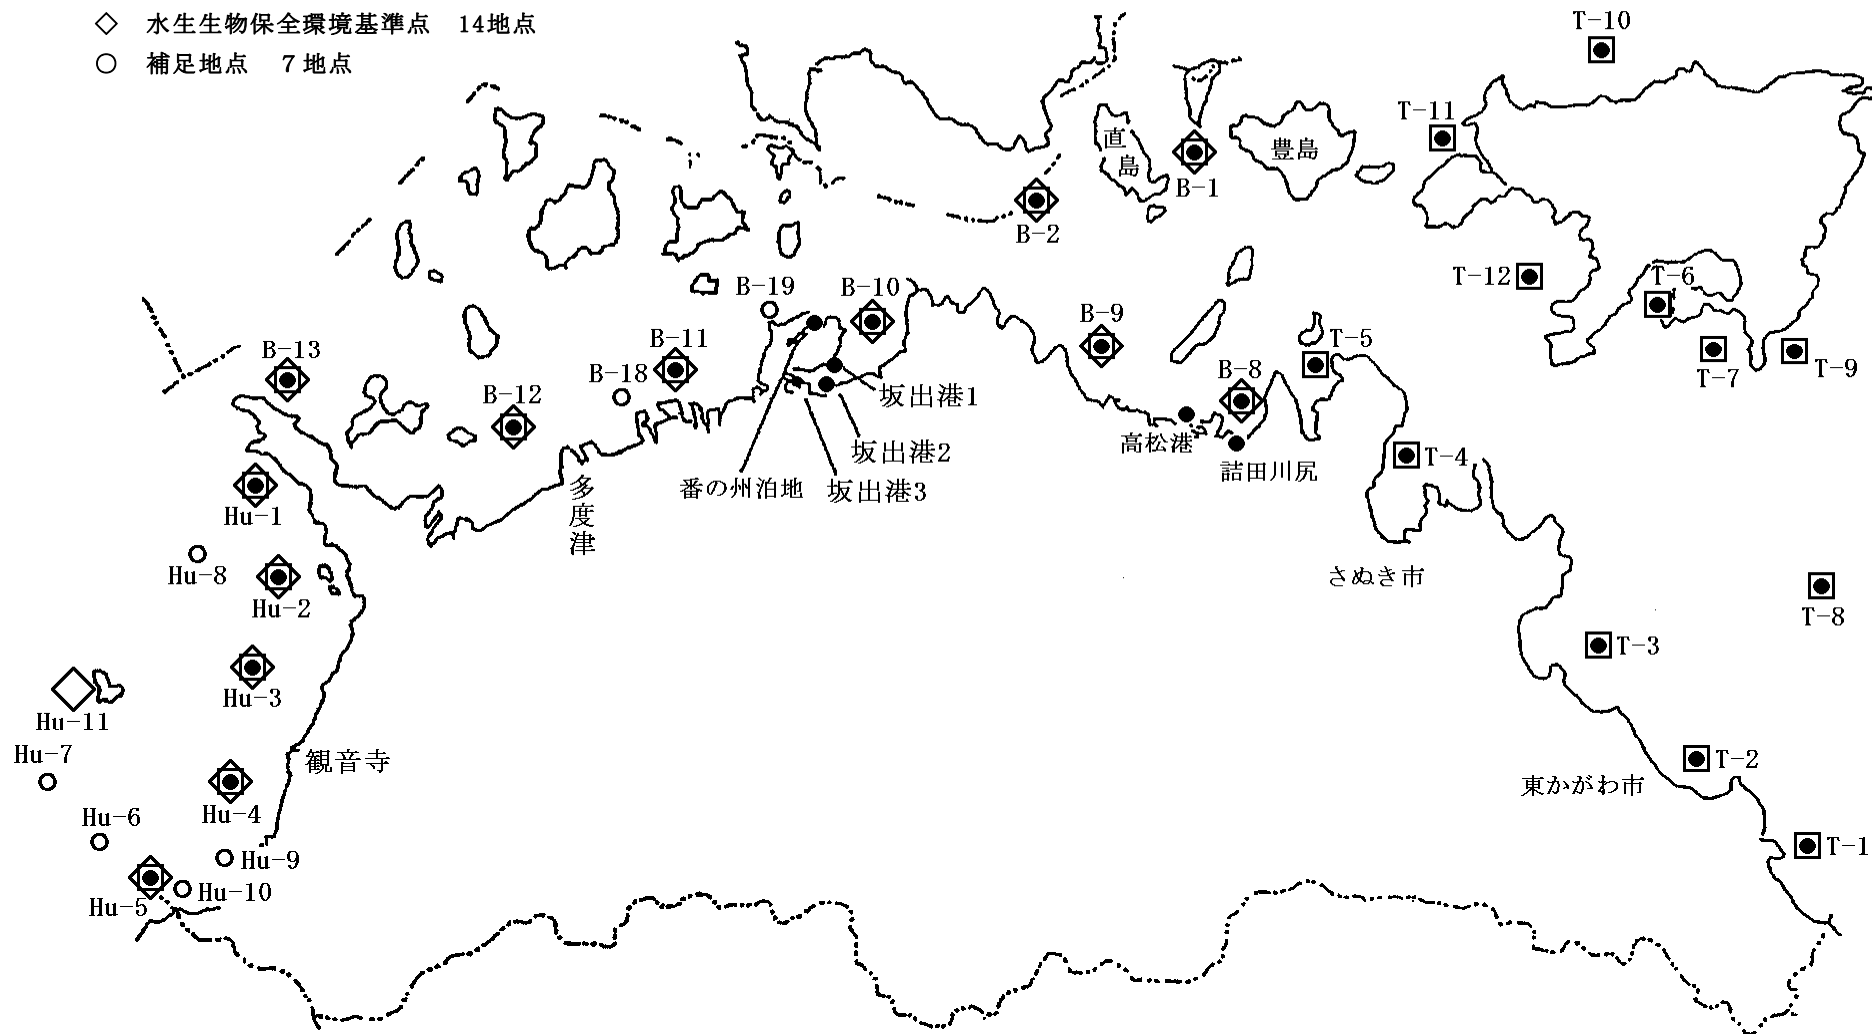 ◇ 水生生物保全環境基準点 14地点
○ 補足地点 7地点
T-10
T-11
直島
豊島
B-1
B-2
T-12
T-6
B-19
B-10
B-9
T-5
B-11
B-13
B-18
B-12
B-8
T-7
T-9
坂出港1
高松港
坂出港2
詰田川尻
T-4
番の州泊地
坂出港3
多度津
Hu-1
Hu-8
Hu-2
さぬき市
T-8
T-3
Hu-3
Hu-11
Hu-7
観音寺
T-2
東かがわ市
Hu-4
Hu-6
T-1
Hu-9
Hu-10
Hu-5